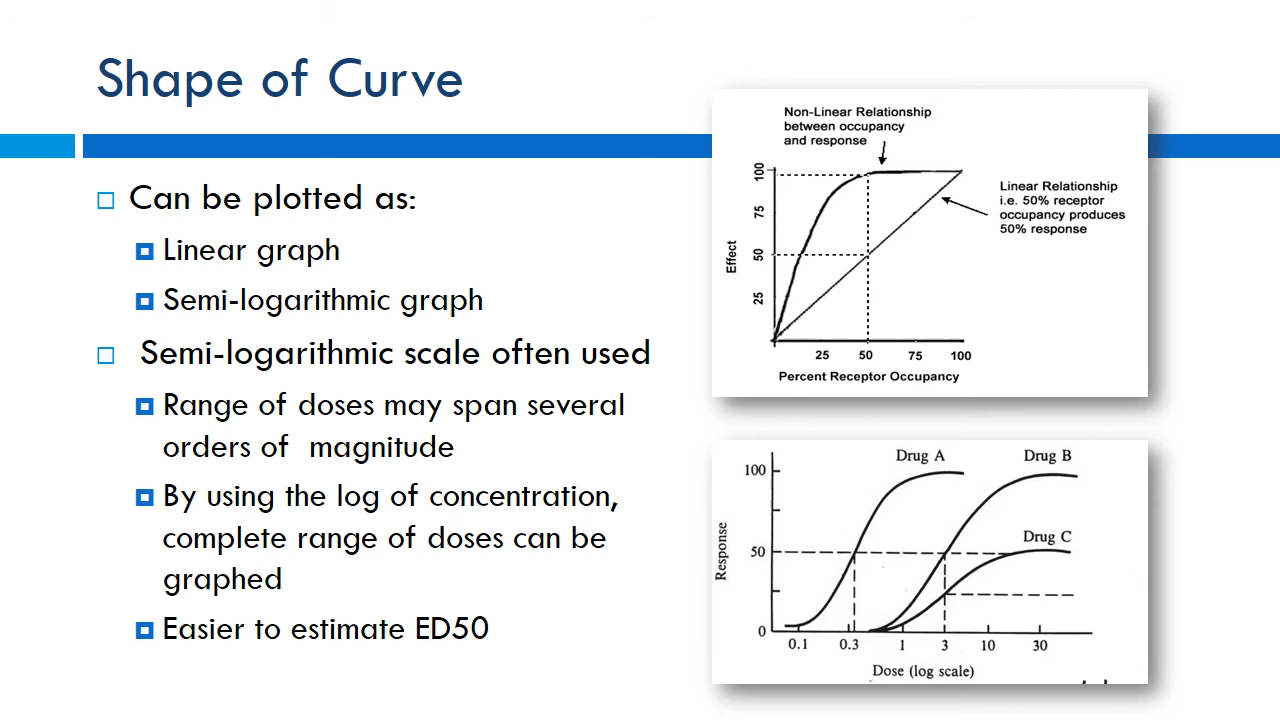 Shape of Curve
Can be plotted as:
Linear graph
Semi-logarithmic graph
Semi-logarithmic scale often used
Range of doses may span several
orders of magnitude
By using the log of concentration,
complete range of doses can be
graphed
Easier to estimate ED50
Non-Linear Relationship
between occupancy
and response
Linear Relationship
i.e. 50% receptor
occupancy produces
50% response
Effect
100
75
50
25
25 50 75 100
Percent Receptor Occupancy
Drug A Drug B
Drug C
Response
100
50
0
0.1 0.3 1 3 10 30
Dose (log scale)